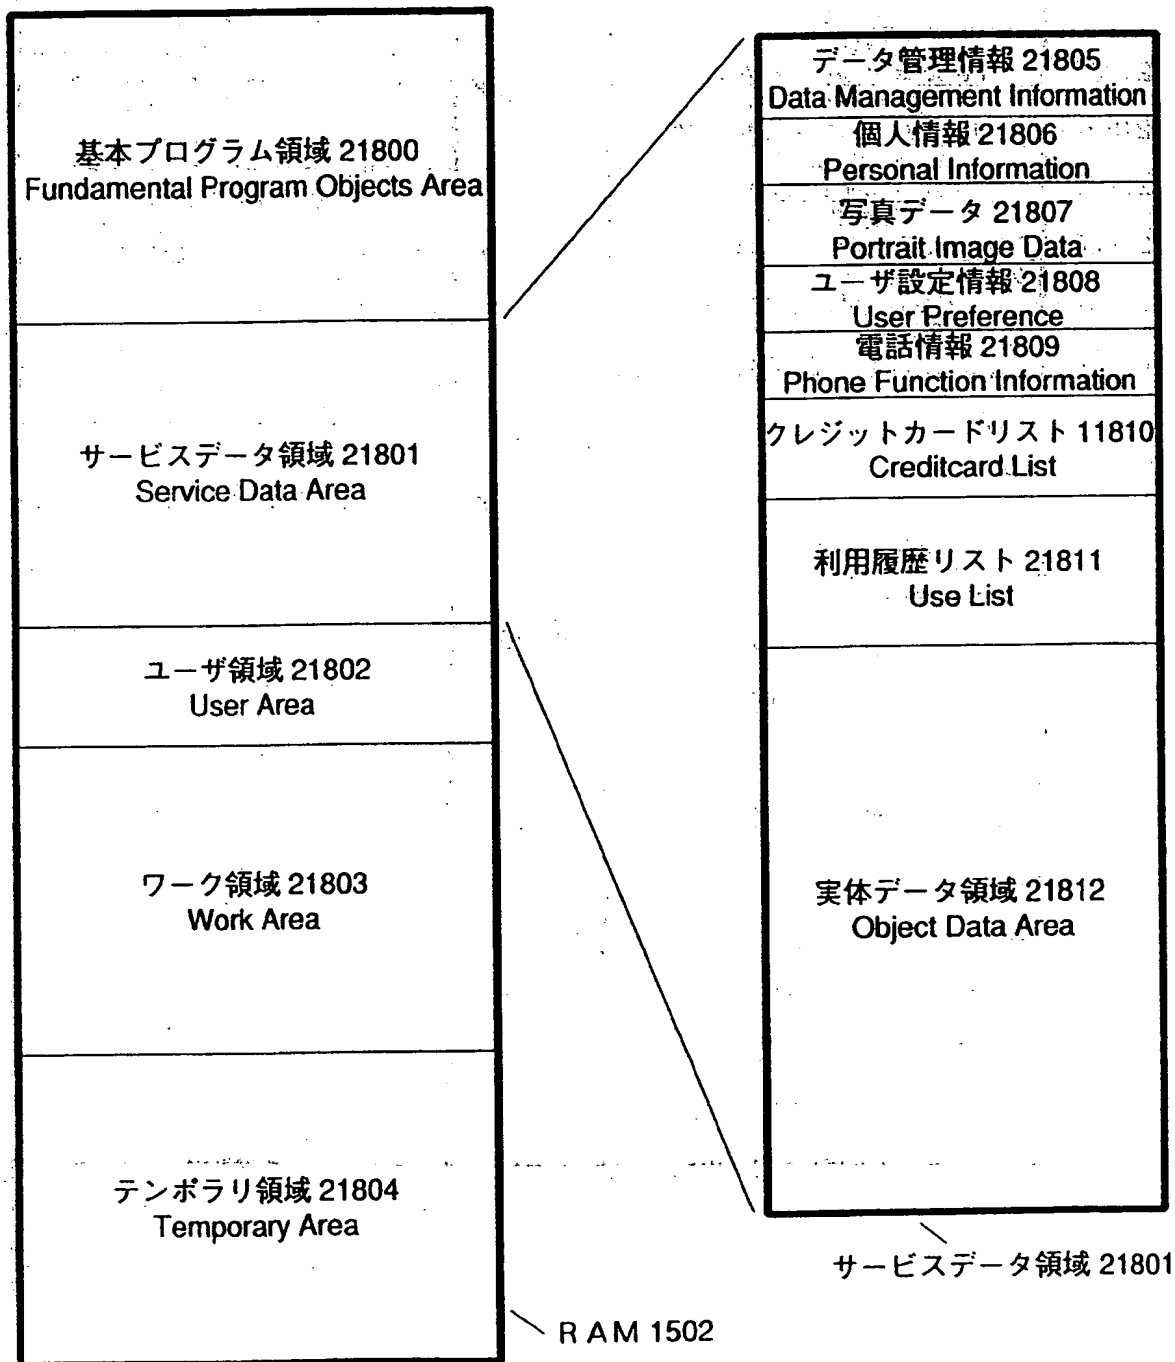 基本プログラム領域 21800
Fundamental Program Objects Area
サービスデータ領域 21801
Service Data Area
ユーザ領域 21802
User Area
ワーク領域 21803
Work Area
テンポラリ領域 21804
Temporary Area
RAM 1502
データ管理情報 21805
Data Management Information
個人情報 21806
Personal Information
写真データ 21807
Portrait Image Data
ユーザ設定情報 21808
User Preference
電話情報 21809
Phone Function Information
クレジットカードリスト 11810
Creditcard List
利用履歴リスト 21811
Use List
実体データ領域 21812
Object Data Area
サービスデータ領域 21801